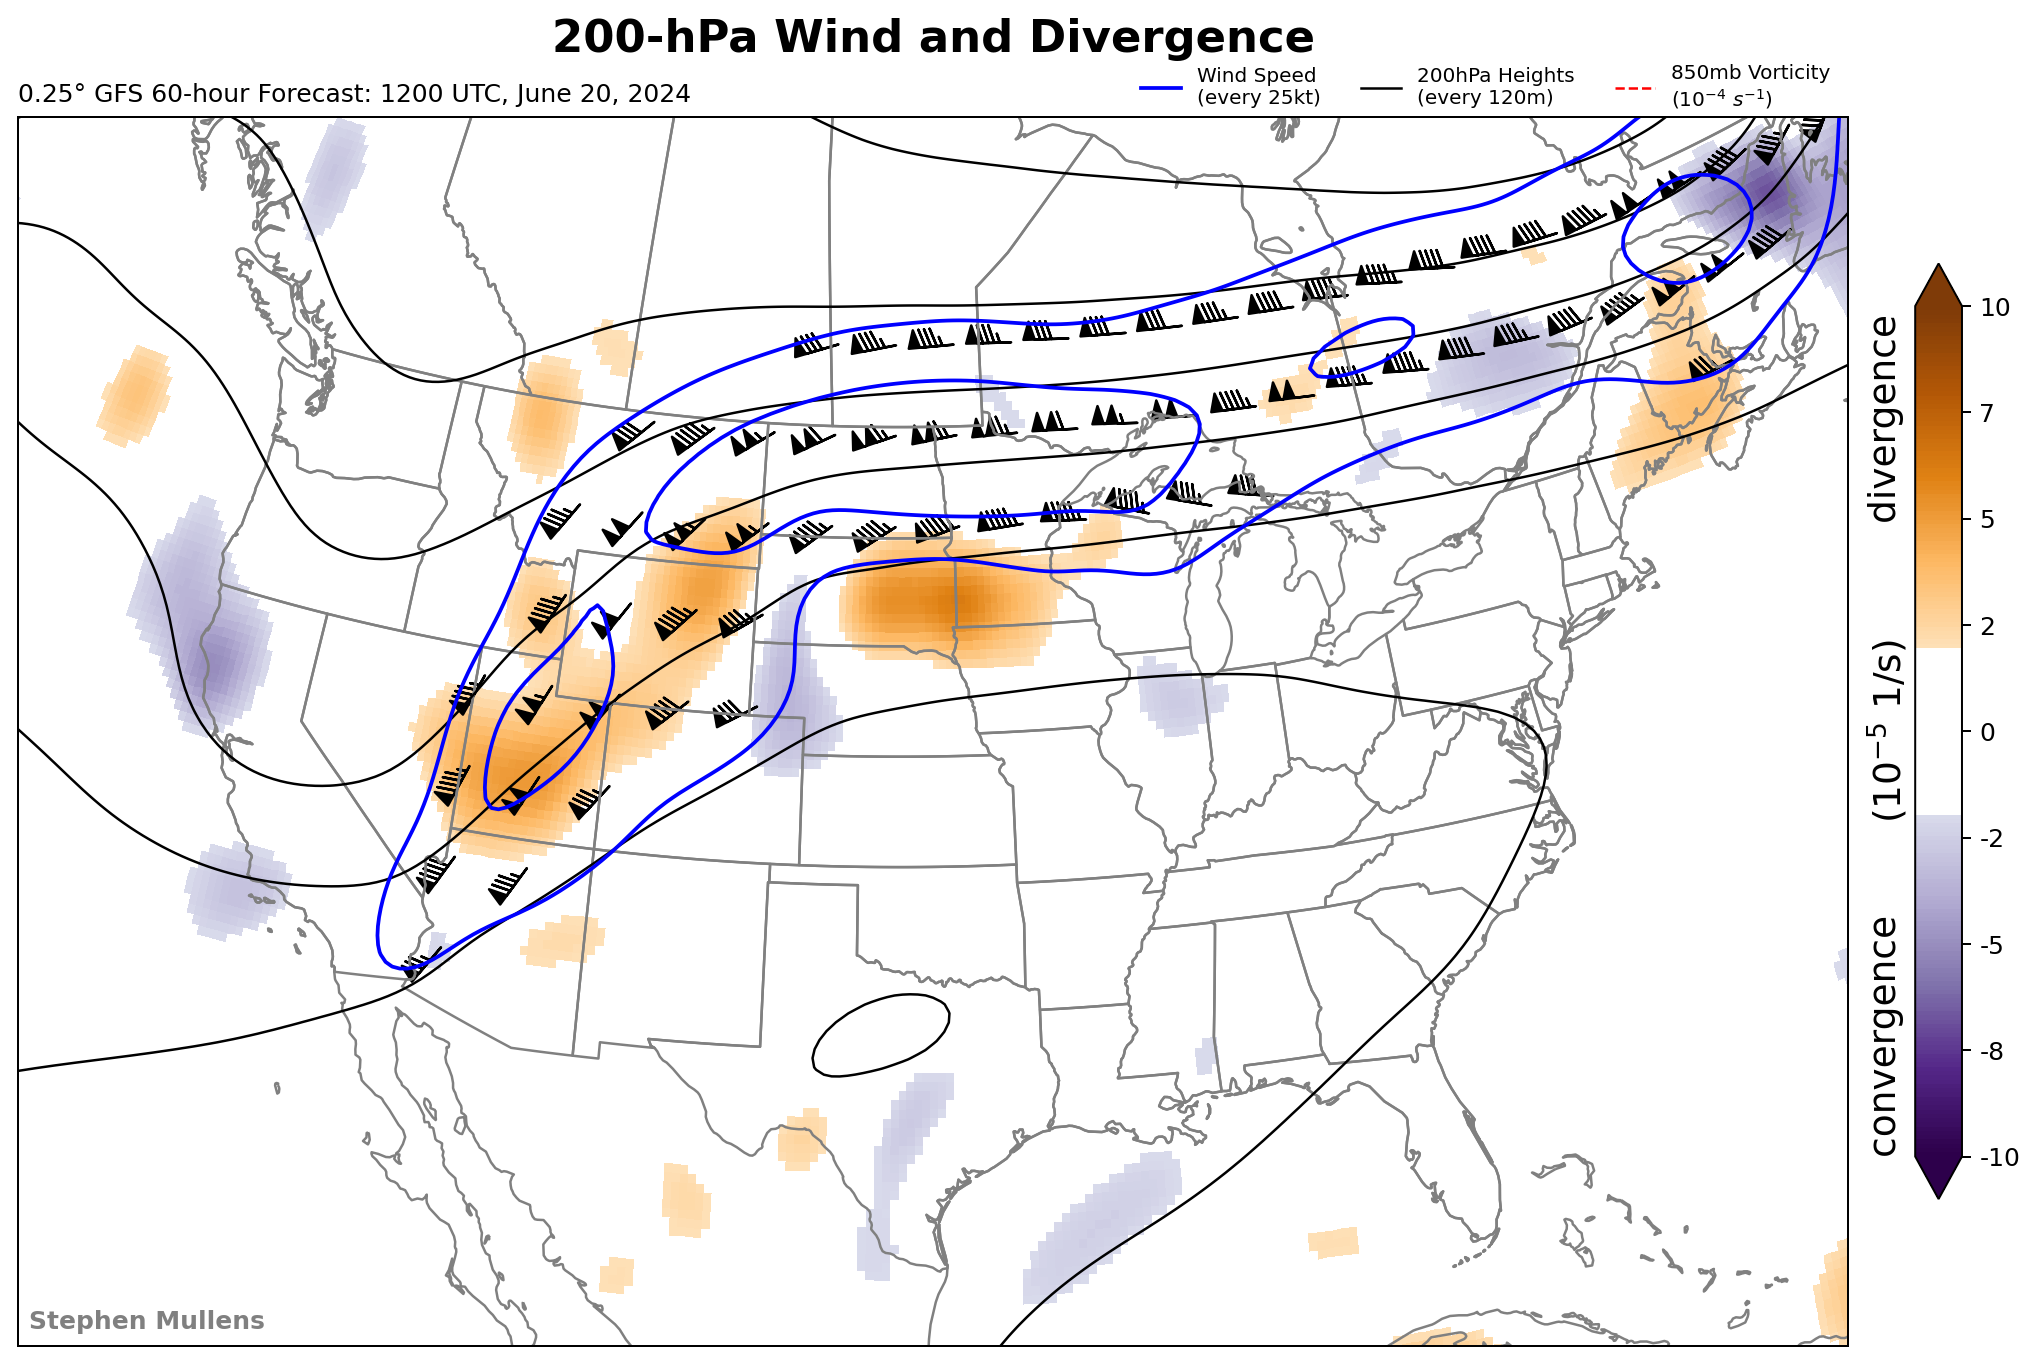 200-hPa Wind and Divergence
0.25° GFS 60-hour Forecast: 1200 UTC, June 20, 2024
Wind Speed
(every 25kt)
200hPa Heights
(every 120m)
850mb Vorticity
(10⁻⁴ s⁻¹)
10
7
5
2
0
-2
-5
-8
-10
convergence (10⁻⁵ 1/s) divergence
Stephen Mullens